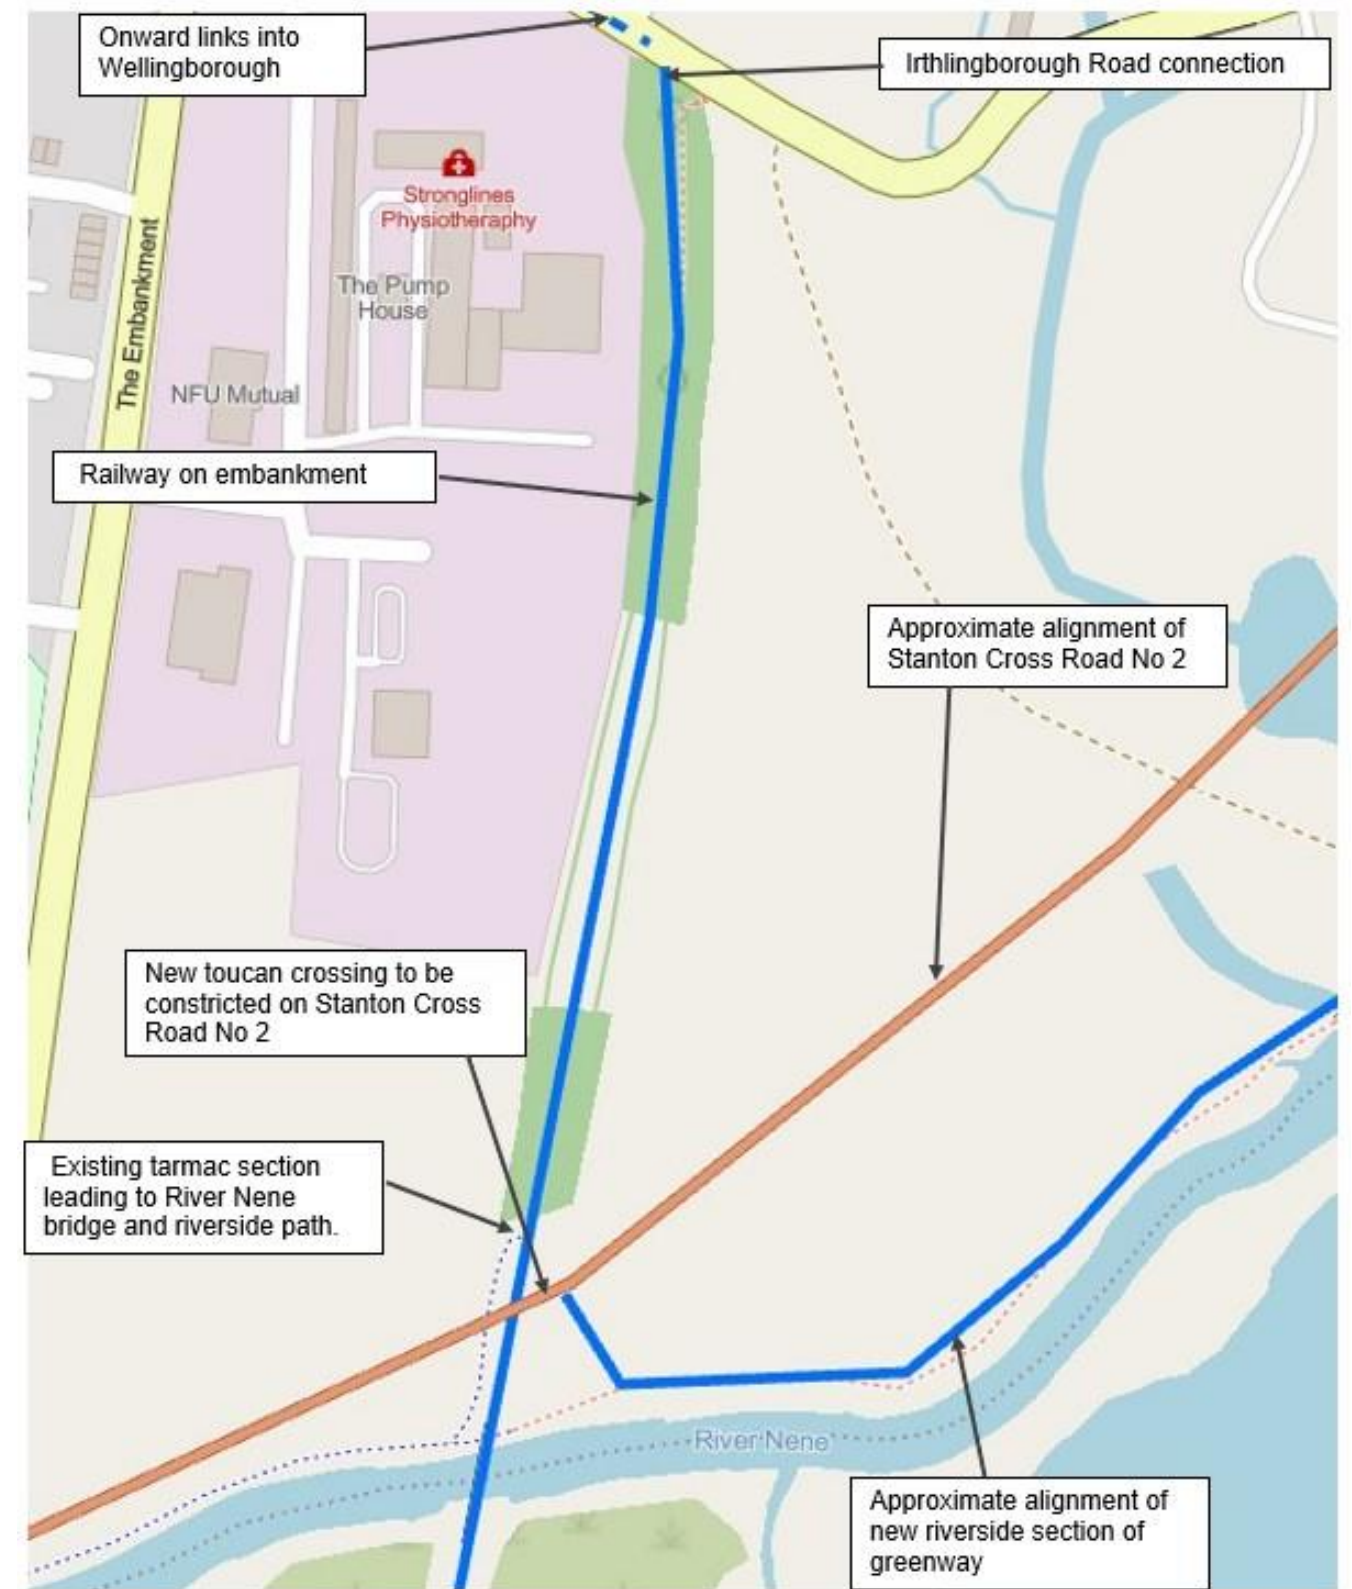 Onward links into
Wellingborough
Irthlingborough Road connection
Stronglines
Physiotheraphy
The Pump
House
The Embankment
NFU Mutual
Railway on embankment
Approximate alignment of
Stanton Cross Road No 2
New toucan crossing to be
constricted on Stanton Cross
Road No 2
Existing tarmac section
leading to River Nene
bridge and riverside path.
River Nene
Approximate alignment of
new riverside section of
greenway